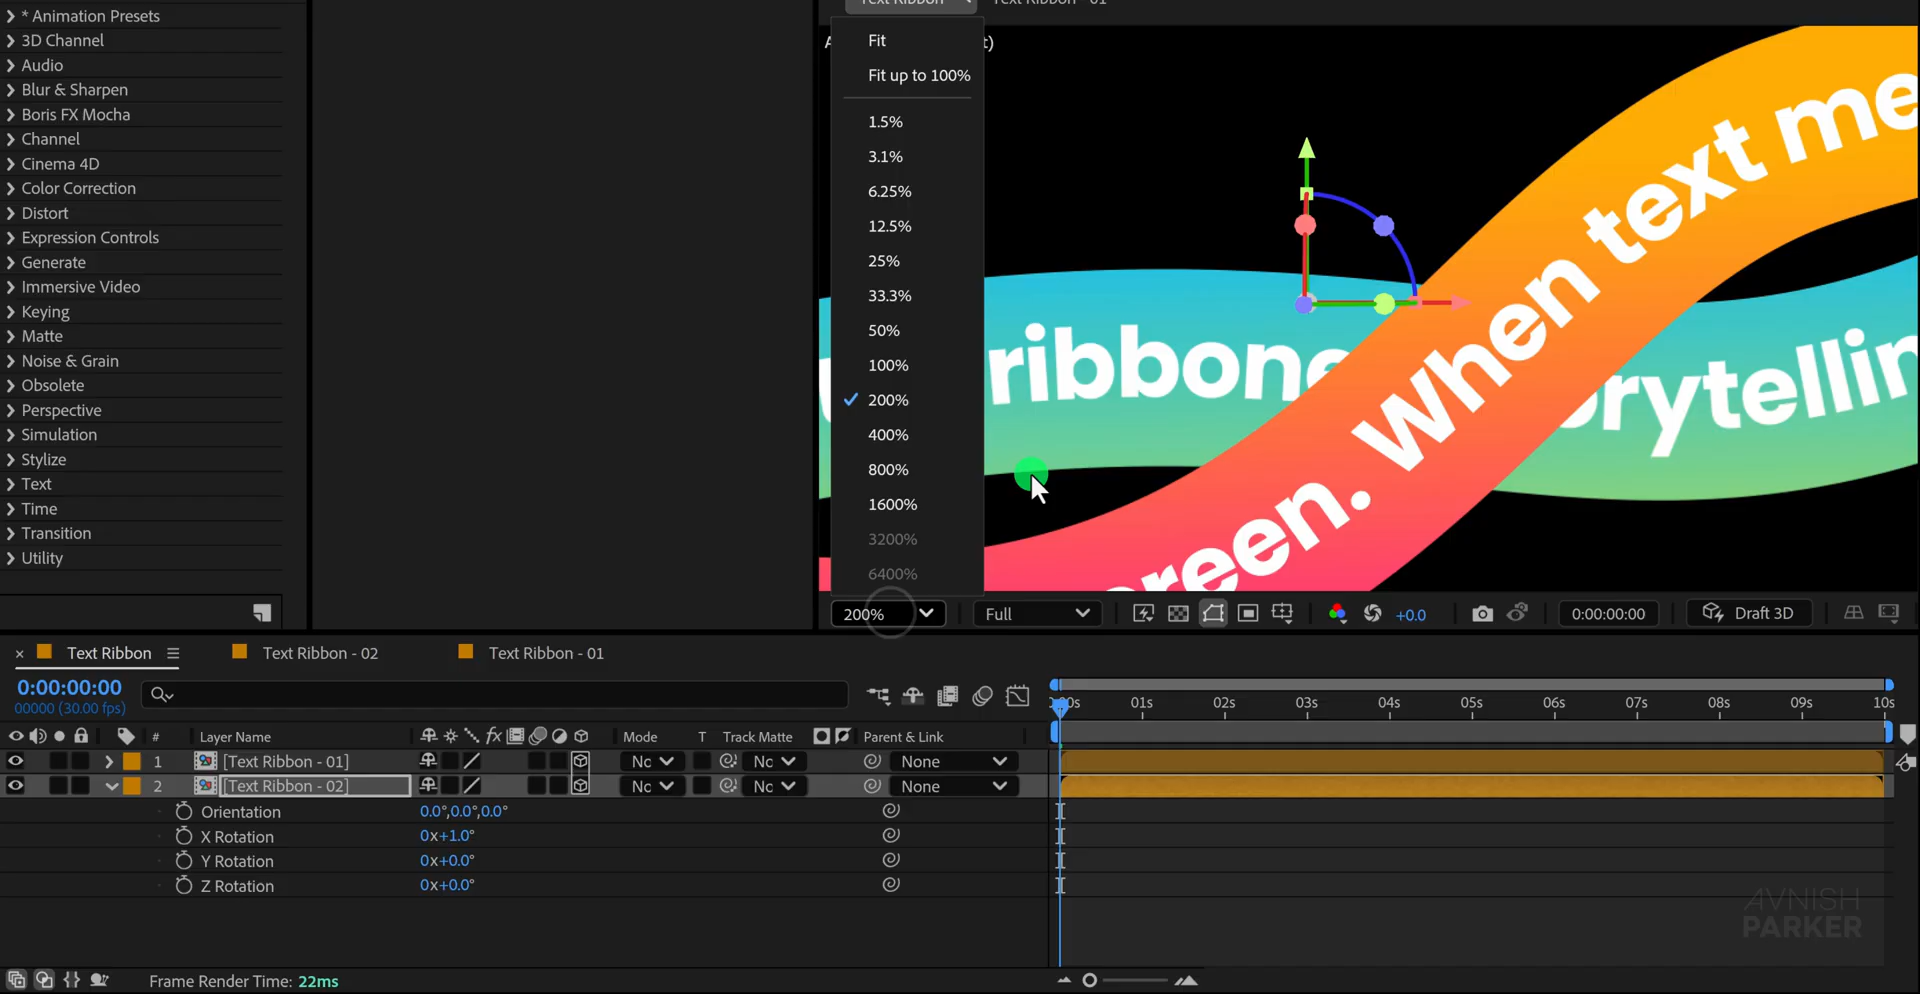 * Animation Presets
3D Channel
Audio
Blur & Sharpen
Boris FX Mocha
Channel
Cinema 4D
Color Correction
Distort
Expression Controls
Generate
Immersive Video
Keying
Matte
Noise & Grain
Obsolete
Perspective
Simulation
Stylize
Text
Time
Transition
Utility
Text Ribbon
Text Ribbon - 01
Fit
Fit up to 100%
1.5%
3.1%
6.25%
12.5%
25%
33.3%
50%
100%
200%
400%
800%
1600%
3200%
6400%
ribbone
orytellin
reen. When text me
200%
Full
+0.0
0:00:00:00
Draft 3D
Text Ribbon
Text Ribbon - 02
Text Ribbon - 01
0:00:00:00
00000 (30.00 fps)
01s 02s 03s 04s 05s 06s 07s 08s 09s 10s
# Layer Name fx Mode T Track Matte Parent & Link
1 [Text Ribbon - 01] Nc Nc None
2 [Text Ribbon - 02] Nc Nc None
Orientation 0.0°,0.0°,0.0°
X Rotation 0x+1.0°
Y Rotation 0x+0.0°
Z Rotation 0x+0.0°
AVNISH
PARKER
Frame Render Time: 22ms